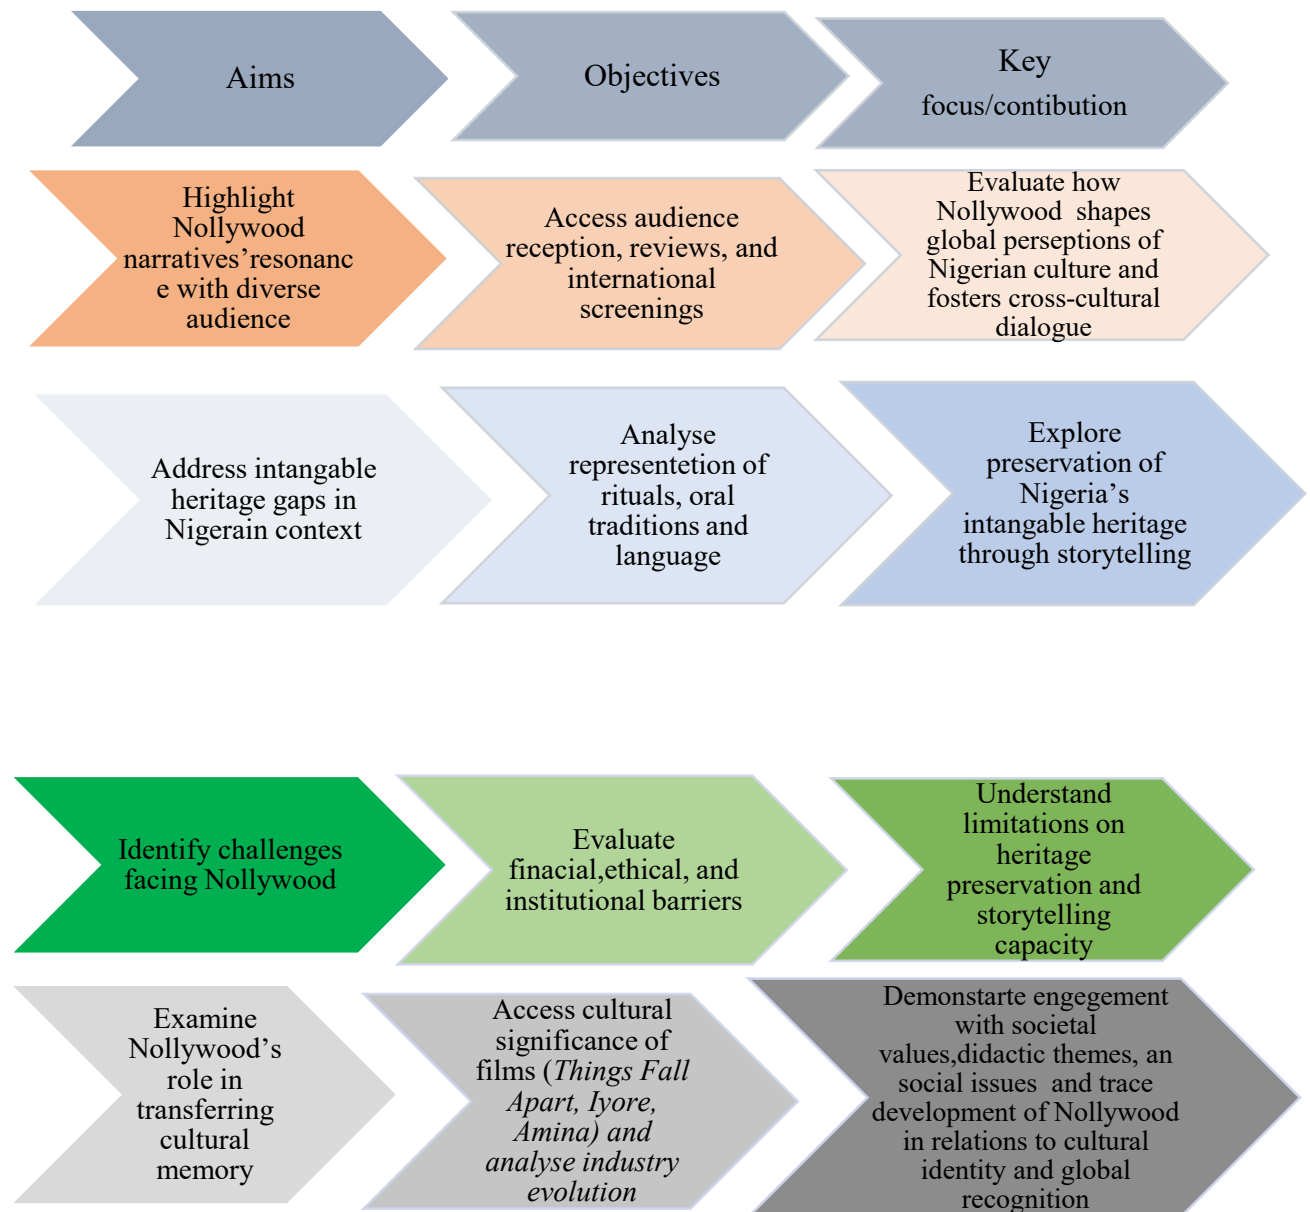 Aims
Objectives
Key
focus/contibution
Highlight
Nollywood
narratives’resonanc
e with diverse
audience
Access audience
reception, reviews, and
international
screenings
Evaluate how
Nollywood shapes
global perseptions of
Nigerian culture and
fosters cross-cultural
dialogue
Address intangable
heritage gaps in
Nigerain context
Analyse
representetion of
rituals, oral
traditions and
language
Explore
preservation of
Nigeria’s
intangable heritage
through storytelling
Identify challenges
facing Nollywood
Evaluate
finacial,ethical, and
institutional barriers
Understand
limitations on
heritage
preservation and
storytelling
capacity
Examine
Nollywood’s
role in
transferring
cultural
memory
Access cultural
significance of
films (Things Fall
Apart, Iyore,
Amina) and
analyse industry
evolution
Demonstarte engegement
with societal
values,didactic themes, an
social issues and trace
development of Nollywood
in relations to cultural
identity and global
recognition